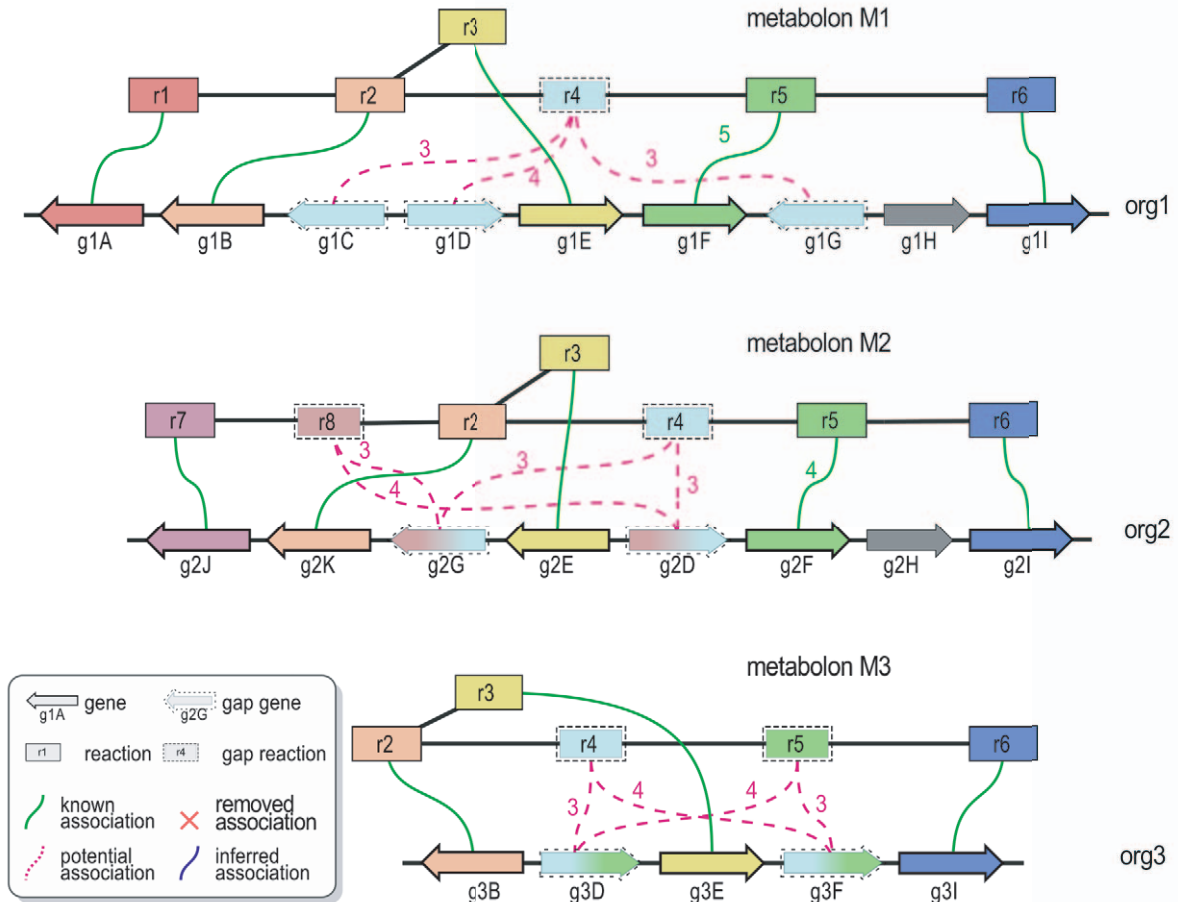 metabolon M1
r3
r1 r2 r4 r5 r6
5
3 3
4
org1
g1A g1B g1C g1D g1E g1F g1G g1H g1I
metabolon M2
r3
r7 r8 r2 r4 r5 r6
3 3 4
4 3
org2
g2J g2K g2G g2E g2D g2F g2H g2I
metabolon M3
r3
r2 r4 r5 r6
4 4
3 3
org3
g3B g3D g3E g3F g3I
g1A gene g2G gap gene
r1 reaction r4 gap reaction
known removed
association association
potential inferred
association association